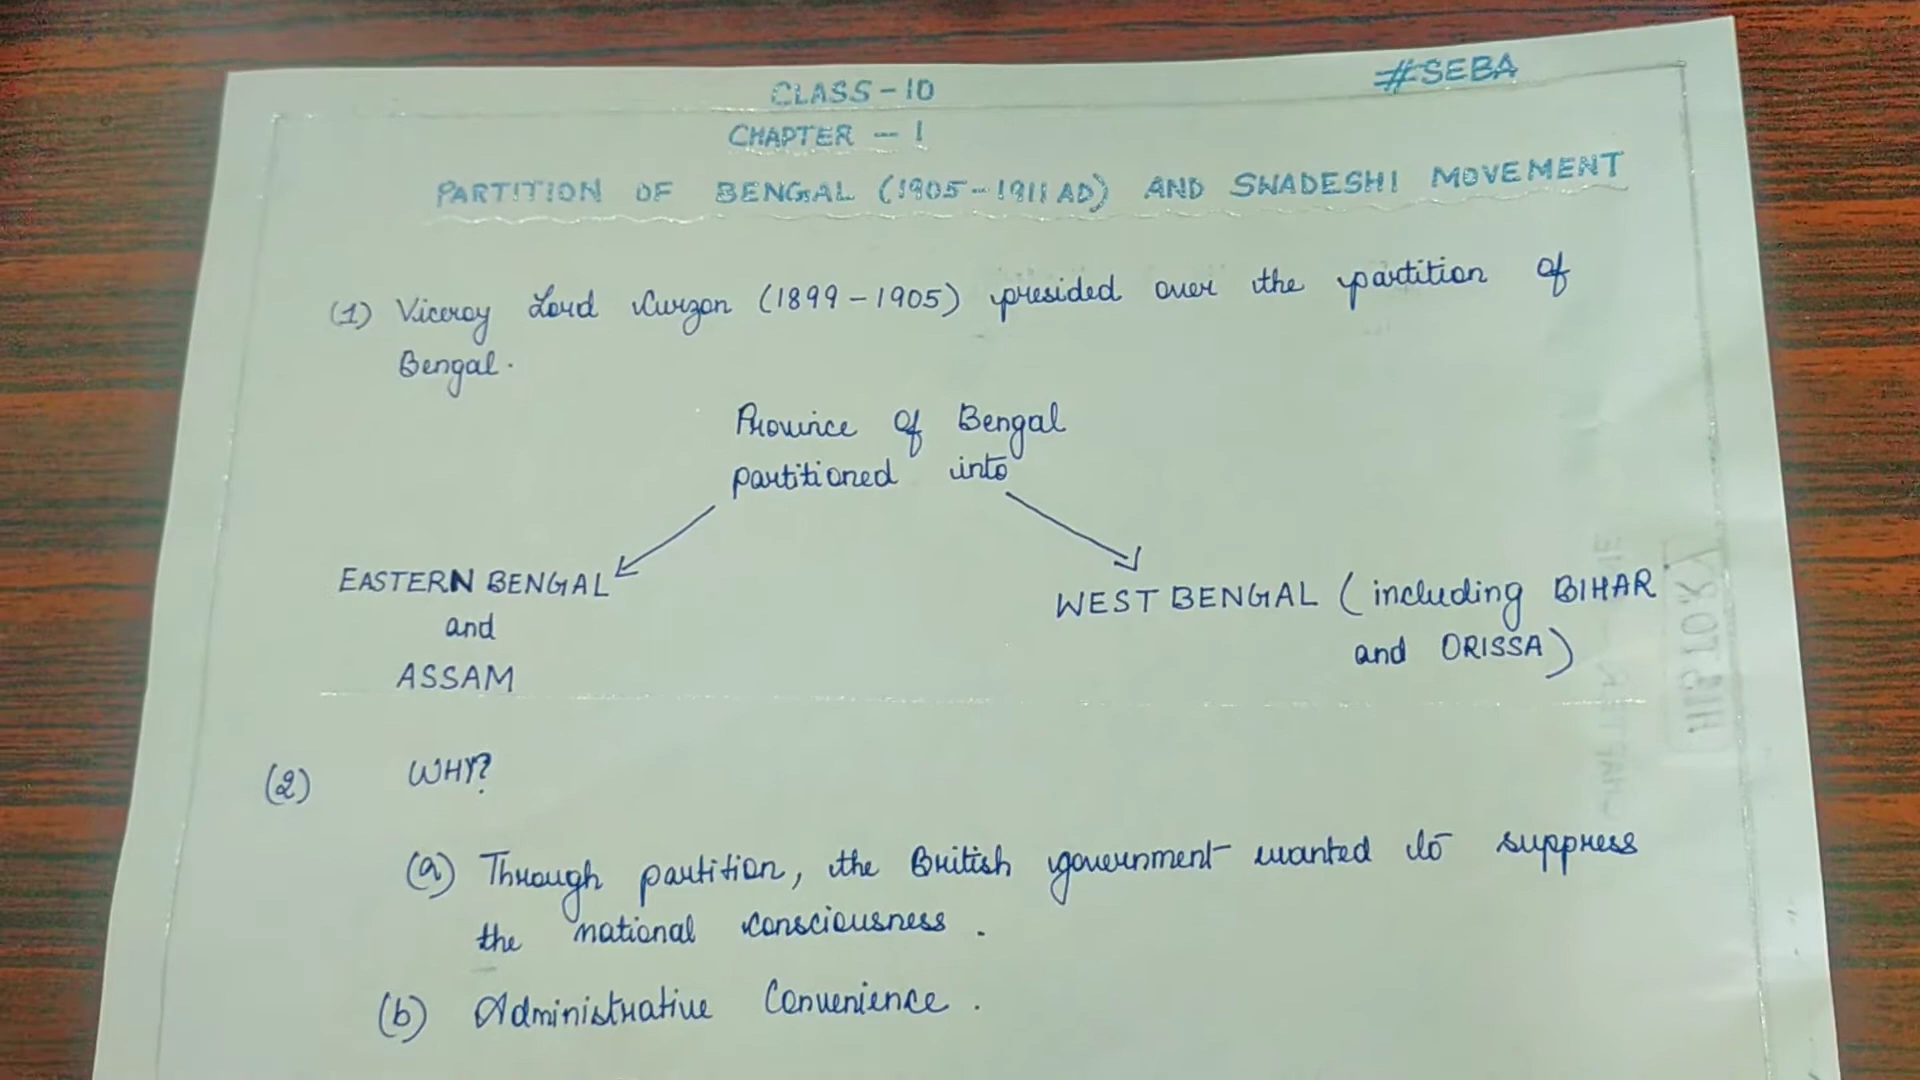 #SEBA
CLASS-10
CHAPTER - 1
PARTITION OF BENGAL (1905-1911 AD) AND SWADESHI MOVEMENT
(1) Viceroy Lord Curzon (1899-1905) presided over the partition of
Bengal.
Province of Bengal
partitioned into
EASTERN BENGAL
and
ASSAM
WEST BENGAL (including BIHAR
and ORISSA)
(2) WHY?
(a) Through partition, the British government wanted to suppress
the national consciousness.
(b) Administrative Convenience.
HISTORY